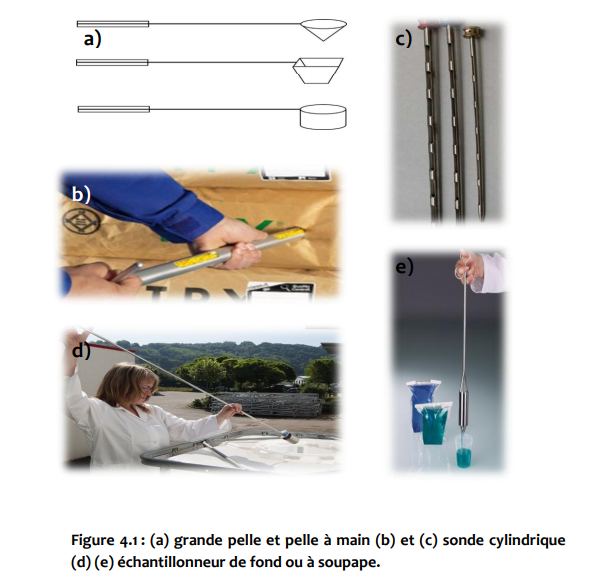 a)
c)
b)
e)
d)
Figure 4.1 : (a) grande pelle et pelle à main (b) et (c) sonde cylindrique
(d) (e) échantillonneur de fond ou à soupape.